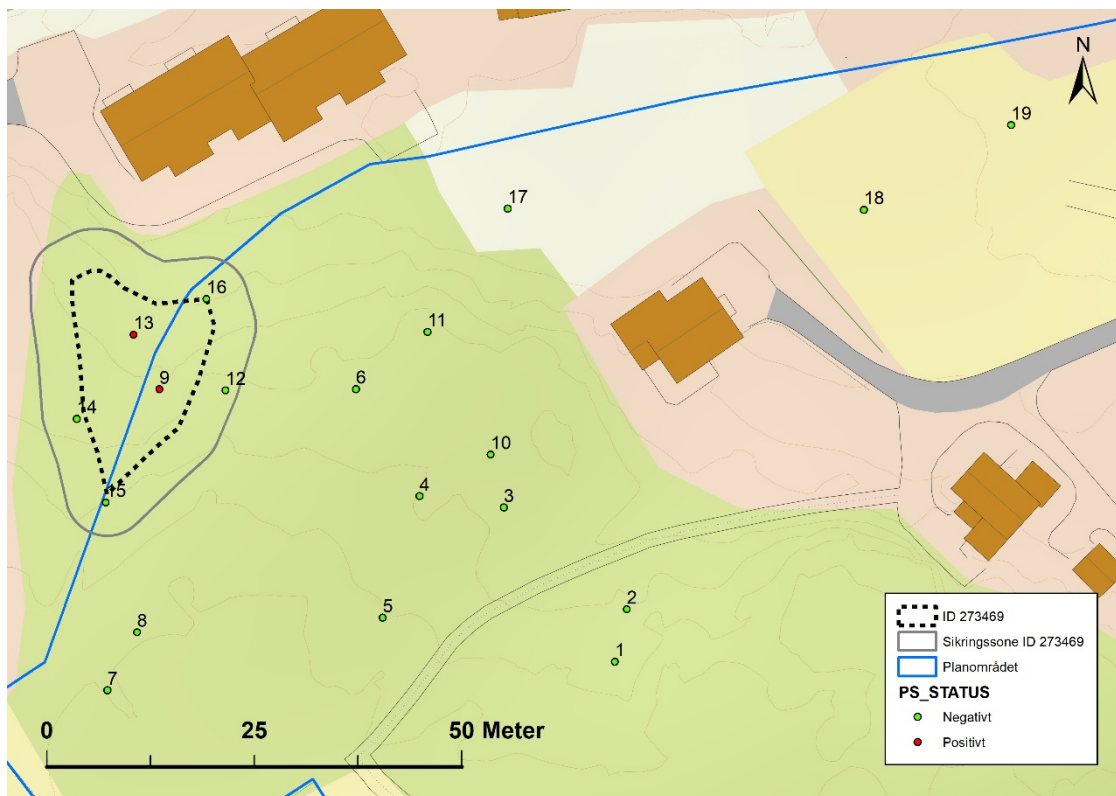 N
19
18
17
16
13
11
9
12
6
14
10
15
4
3
5
2
8
1
7
0 25 50 Meter
ID 273469
Sikringssone ID 273469
Planområdet
PS_STATUS
Negativt
Positivt